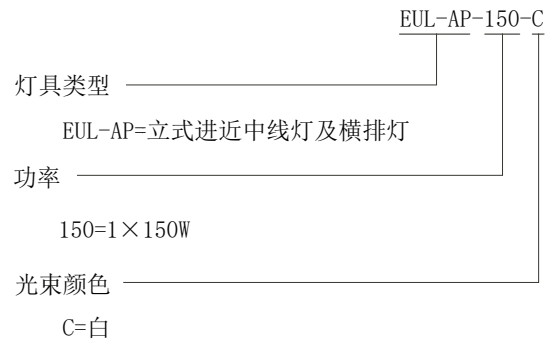 EUL-AP-150-C
灯具类型
EUL-AP=立式进近中线灯及横排灯
功率
150=1×150W
光束颜色
C=白